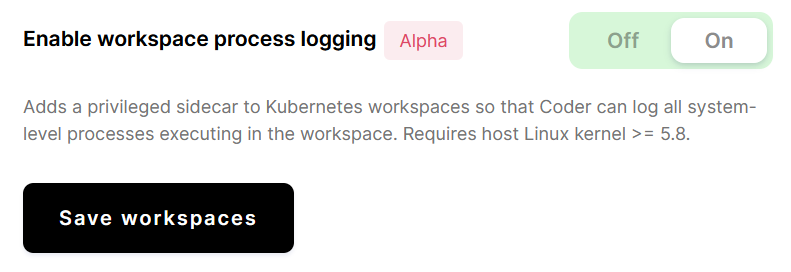 Enable workspace process logging Alpha Off On
Adds a privileged sidecar to Kubernetes workspaces so that Coder can log all system-
level processes executing in the workspace. Requires host Linux kernel >= 5.8.
Save workspaces